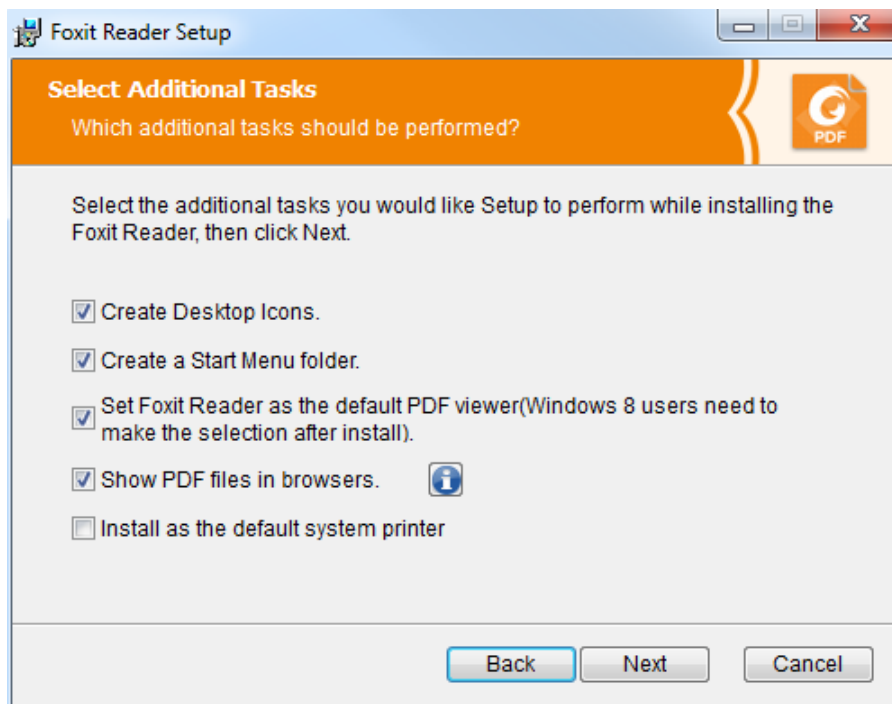 Foxit Reader Setup
Select Additional Tasks
Which additional tasks should be performed?
PDF
Select the additional tasks you would like Setup to perform while installing the
Foxit Reader, then click Next.
Create Desktop Icons.
Create a Start Menu folder.
Set Foxit Reader as the default PDF viewer(Windows 8 users need to
make the selection after install).
Show PDF files in browsers.
Install as the default system printer
Back Next Cancel